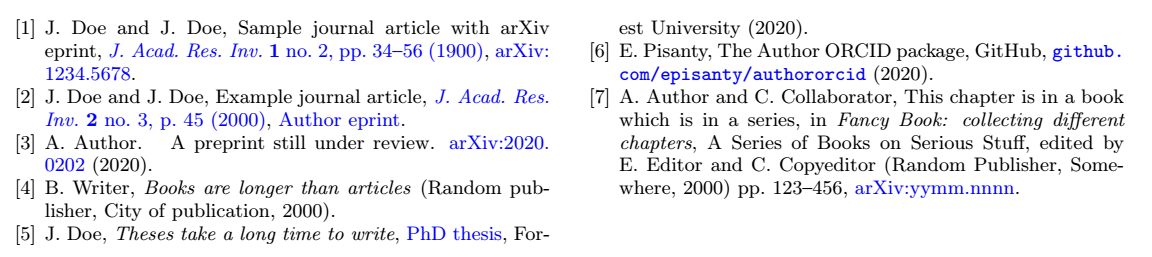 [1] J. Doe and J. Doe, Sample journal article with arXiv
eprint, J. Acad. Res. Inv. 1 no. 2, pp. 34–56 (1900), arXiv:
1234.5678.
[2] J. Doe and J. Doe, Example journal article, J. Acad. Res.
Inv. 2 no. 3, p. 45 (2000), Author eprint.
[3] A. Author. A preprint still under review. arXiv:2020.
0202 (2020).
[4] B. Writer, Books are longer than articles (Random pub-
lisher, City of publication, 2000).
[5] J. Doe, Theses take a long time to write, PhD thesis, For-
est University (2020).
[6] E. Pisanty, The Author ORCID package, GitHub, github.
com/episanty/authororcid (2020).
[7] A. Author and C. Collaborator, This chapter is in a book
which is in a series, in Fancy Book: collecting different
chapters, A Series of Books on Serious Stuff, edited by
E. Editor and C. Copyeditor (Random Publisher, Some-
where, 2000) pp. 123–456, arXiv:yymm.nnnn.